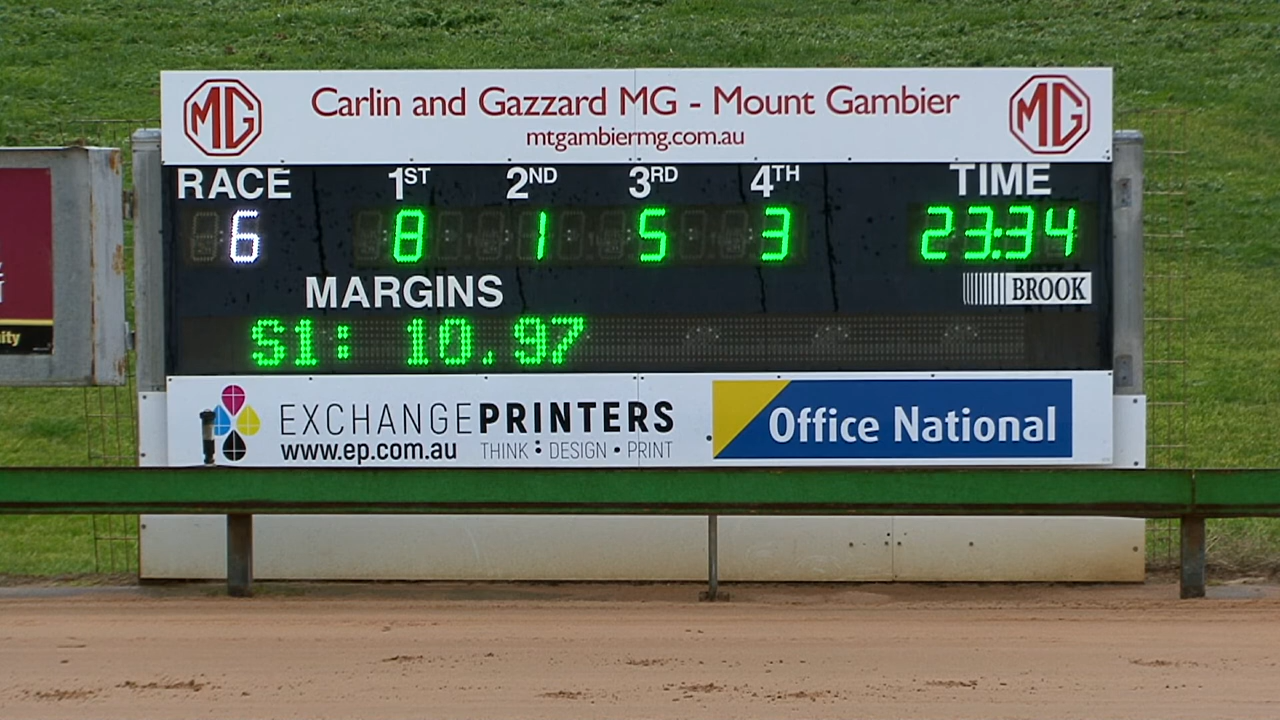 MG Carlin and Gazzard MG - Mount Gambier MG
mtgambiermg.com.au
RACE 1ST 2ND 3RD 4TH TIME
6 8 1 5 3 23:34
MARGINS
BROOK
S1: 10.97
EXCHANGEPRINTERS
www.ep.com.au THINK : DESIGN • PRINT
Office National